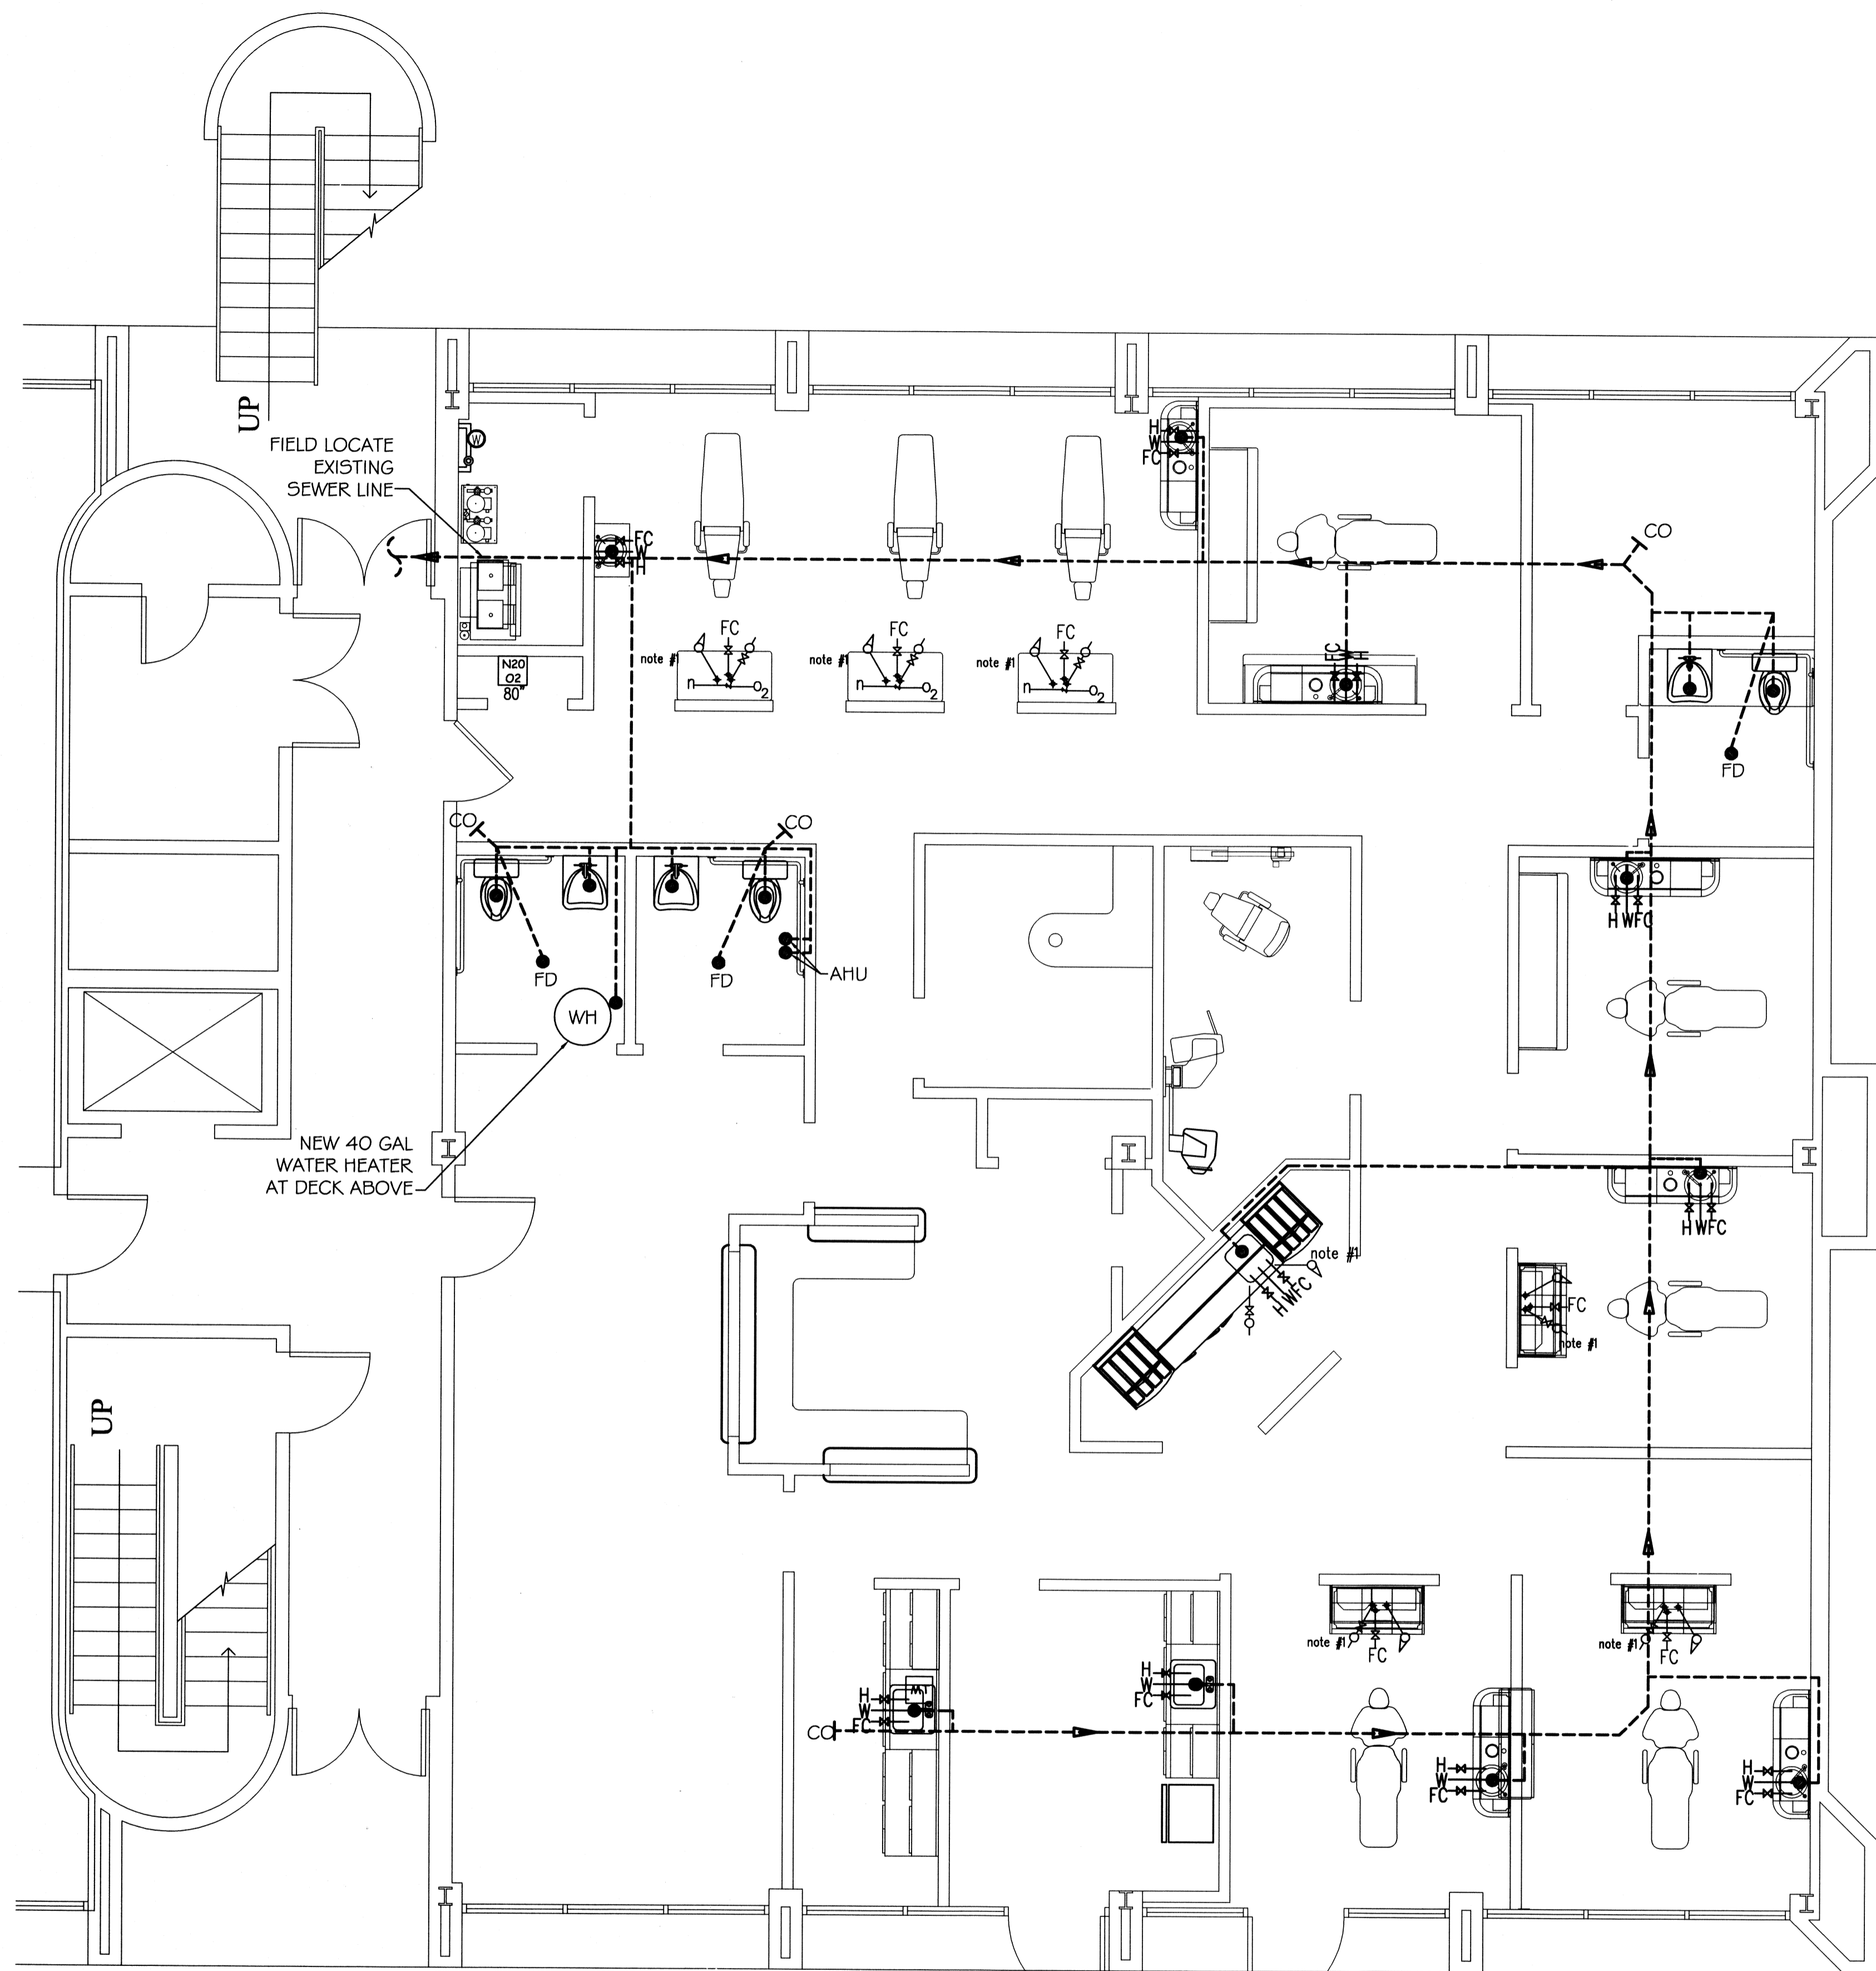 UP
FIELD LOCATE
EXISTING
SEWER LINE
W
H
W
FC
CO
FC
W
H
FC
FC
FC
note #1
note #1
note #1
n
O2
n
O2
n
O2
N20
O2
80"
FC
W
H
FD
CO
CO
FD
FD
AHU
WH
H WFC
NEW 40 GAL
WATER HEATER
AT DECK ABOVE
H WFC
note #1
H WFC
FC
note #1
UP
note #1
FC
note #1
FC
H
W
FC
H
W
FC
CO
H
W
FC
H
W
FC